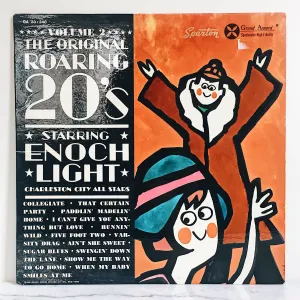 VOLUME 2
THE ORIGINAL
ROARING
20's
STARRING
ENOCH
LIGHT
CHARLESTON CITY ALL STARS
COLLEGIATE • THAT CERTAIN
PARTY • PADDLIN' MADELIN'
HOME • I CAN'T GIVE YOU ANY-
THING BUT LOVE • RUNNIN'
WILD • FIVE FOOT TWO • VAR-
SITY DRAG • AIN'T SHE SWEET •
SUGAR BLUES • SWINGIN' DOWN
THE LANE • SHOW ME THE WAY
TO GO HOME • WHEN MY BABY
SMILES AT ME
Sparton
Grand Award